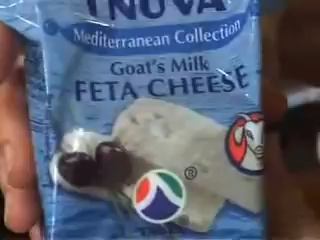 TNUVA
Mediterranean Collection
Goat's Milk
FETA CHEESE
®